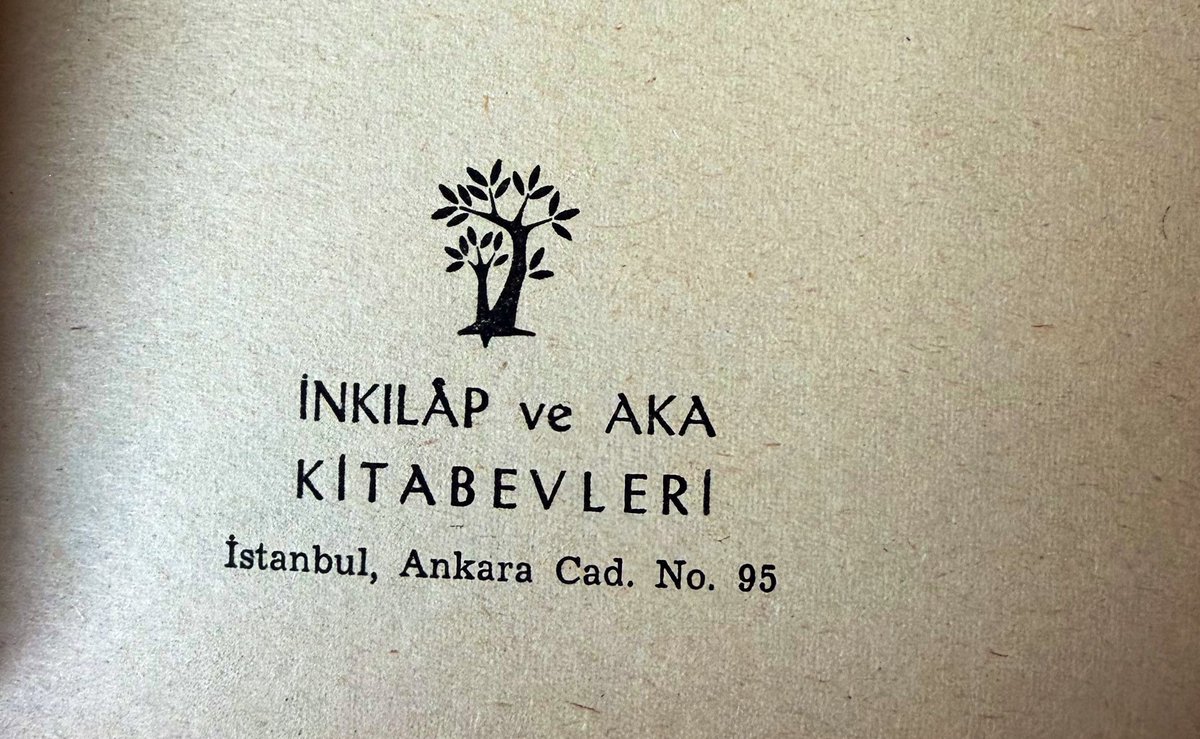 İNKILÂP ve AKA
KİTABEVLERİ
İstanbul, Ankara Cad. No. 95